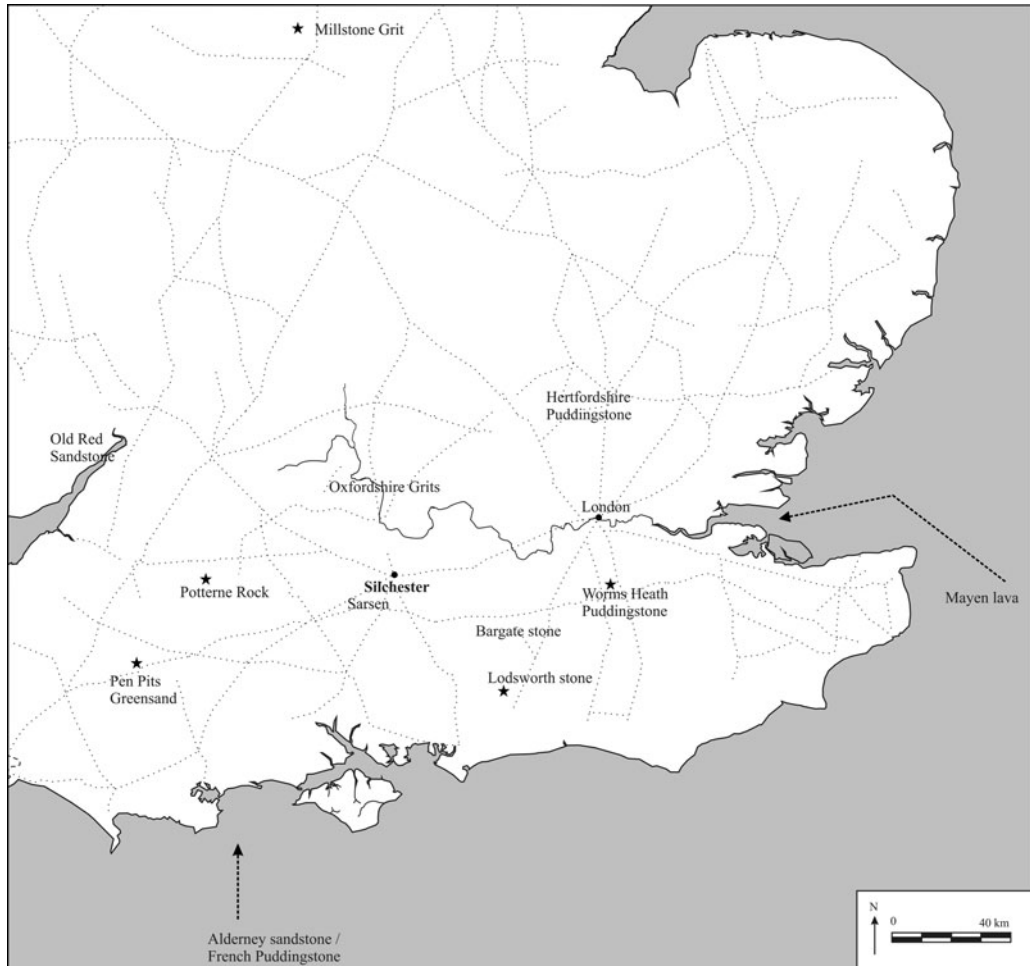 Millstone Grit
Hertfordshire
Puddingstone
Old Red
Sandstone
Oxfordshire Grits
London
Silchester
Sarsen
Potterne Rock
Worms Heath
Puddingstone
Mayen lava
Bargate stone
Pen Pits
Greensand
Lodsworth stone
Alderney sandstone /
French Puddingstone
N
0 40 km